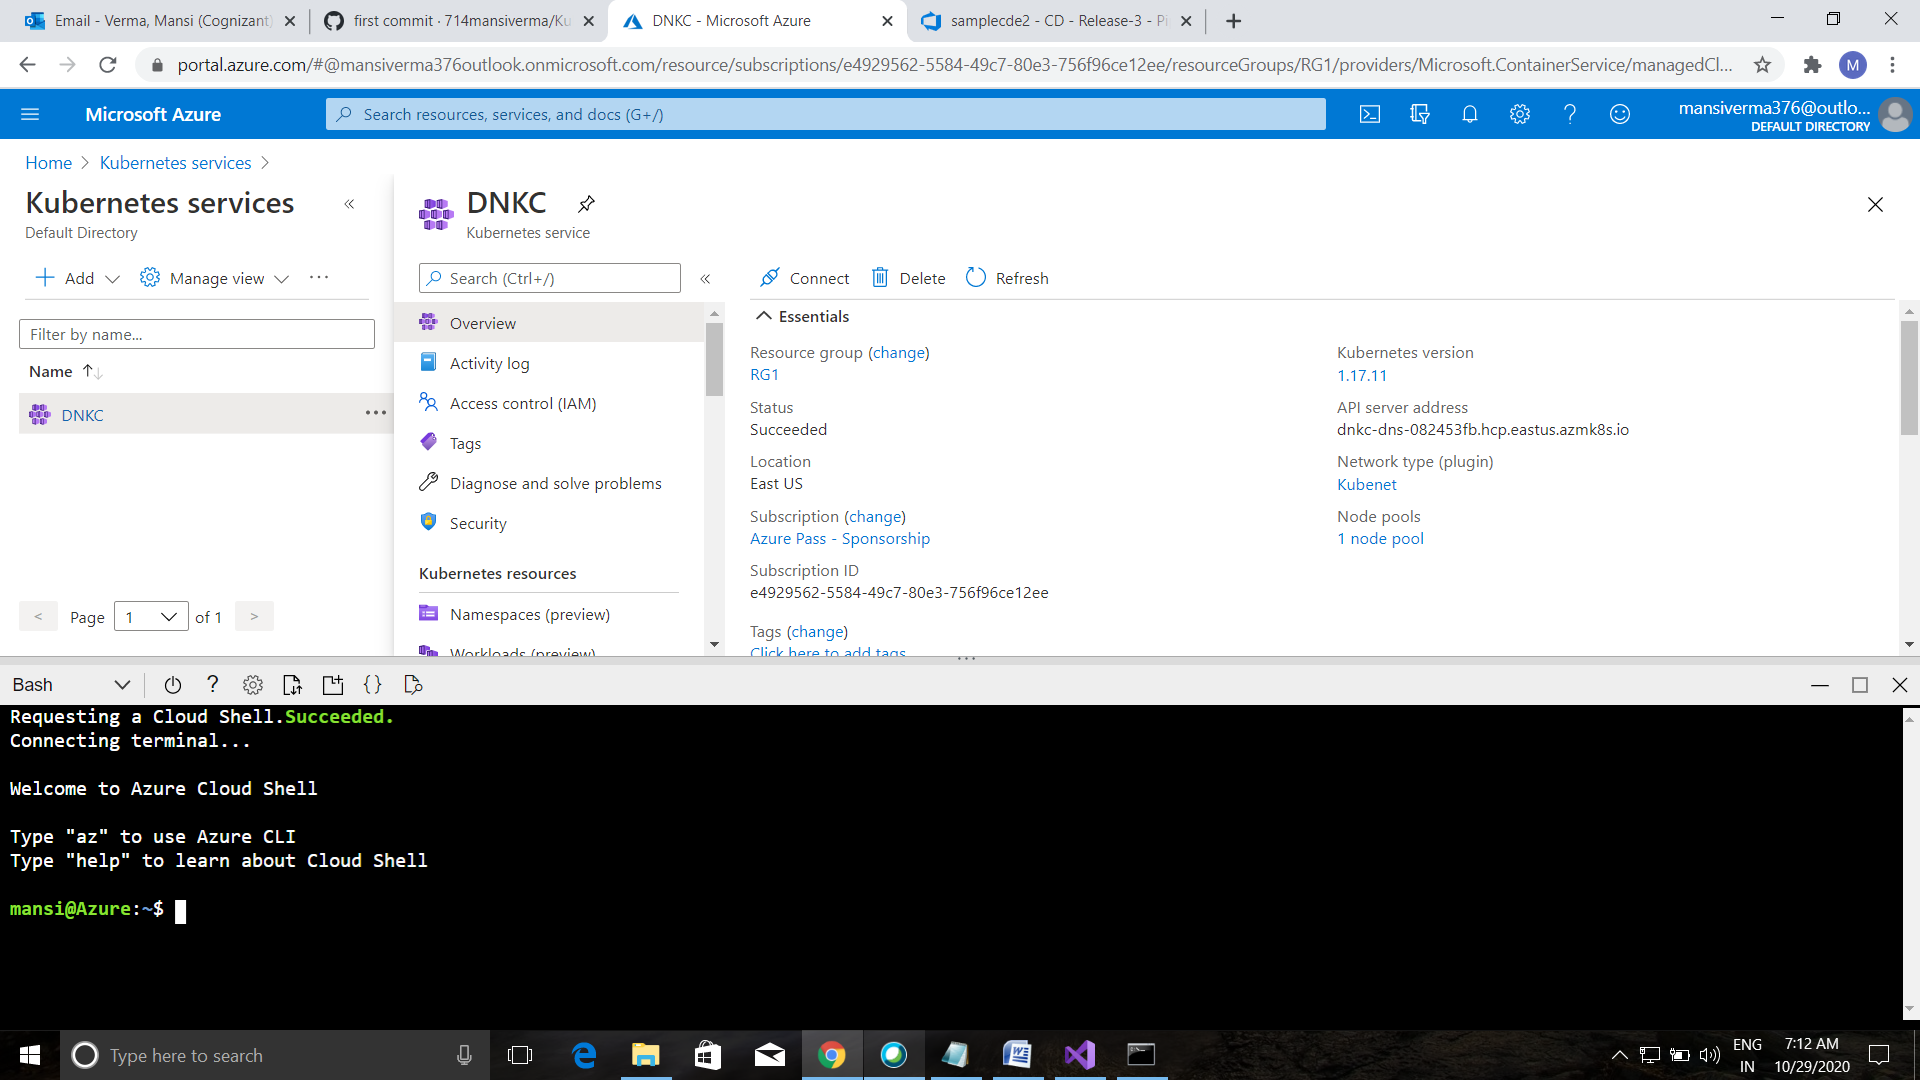 Email - Verma, Mansi (Cognizant)
first commit · 714mansiverma/Ku
DNKC - Microsoft Azure
samplecde2 - CD - Release-3 - Pi
portal.azure.com/#@mansiverma376outlook.onmicrosoft.com/resource/subscriptions/e4929562-5584-49c7-80e3-756f96ce12ee/resourceGroups/RG1/providers/Microsoft.ContainerService/managedCl...
M
Microsoft Azure
Search resources, services, and docs (G+/)
mansiverma376@outlo...
DEFAULT DIRECTORY
Home > Kubernetes services >
Kubernetes services
Default Directory
Add
Manage view
Filter by name...
Name
DNKC
< Page 1 of 1 >
DNKC
Kubernetes service
Search (Ctrl+/)
Overview
Activity log
Access control (IAM)
Tags
Diagnose and solve problems
Security
Kubernetes resources
Namespaces (preview)
Workloads (preview)
Connect
Delete
Refresh
Essentials
Resource group (change)
RG1
Status
Succeeded
Location
East US
Subscription (change)
Azure Pass - Sponsorship
Subscription ID
e4929562-5584-49c7-80e3-756f96ce12ee
Tags (change)
Click here to add tags
Kubernetes version
1.17.11
API server address
dnkc-dns-082453fb.hcp.eastus.azmk8s.io
Network type (plugin)
Kubenet
Node pools
1 node pool
Bash
Requesting a Cloud Shell.Succeeded.
Connecting terminal...
Welcome to Azure Cloud Shell
Type "az" to use Azure CLI
Type "help" to learn about Cloud Shell
mansi@Azure:~$
Type here to search
ENG
IN
7:12 AM
10/29/2020